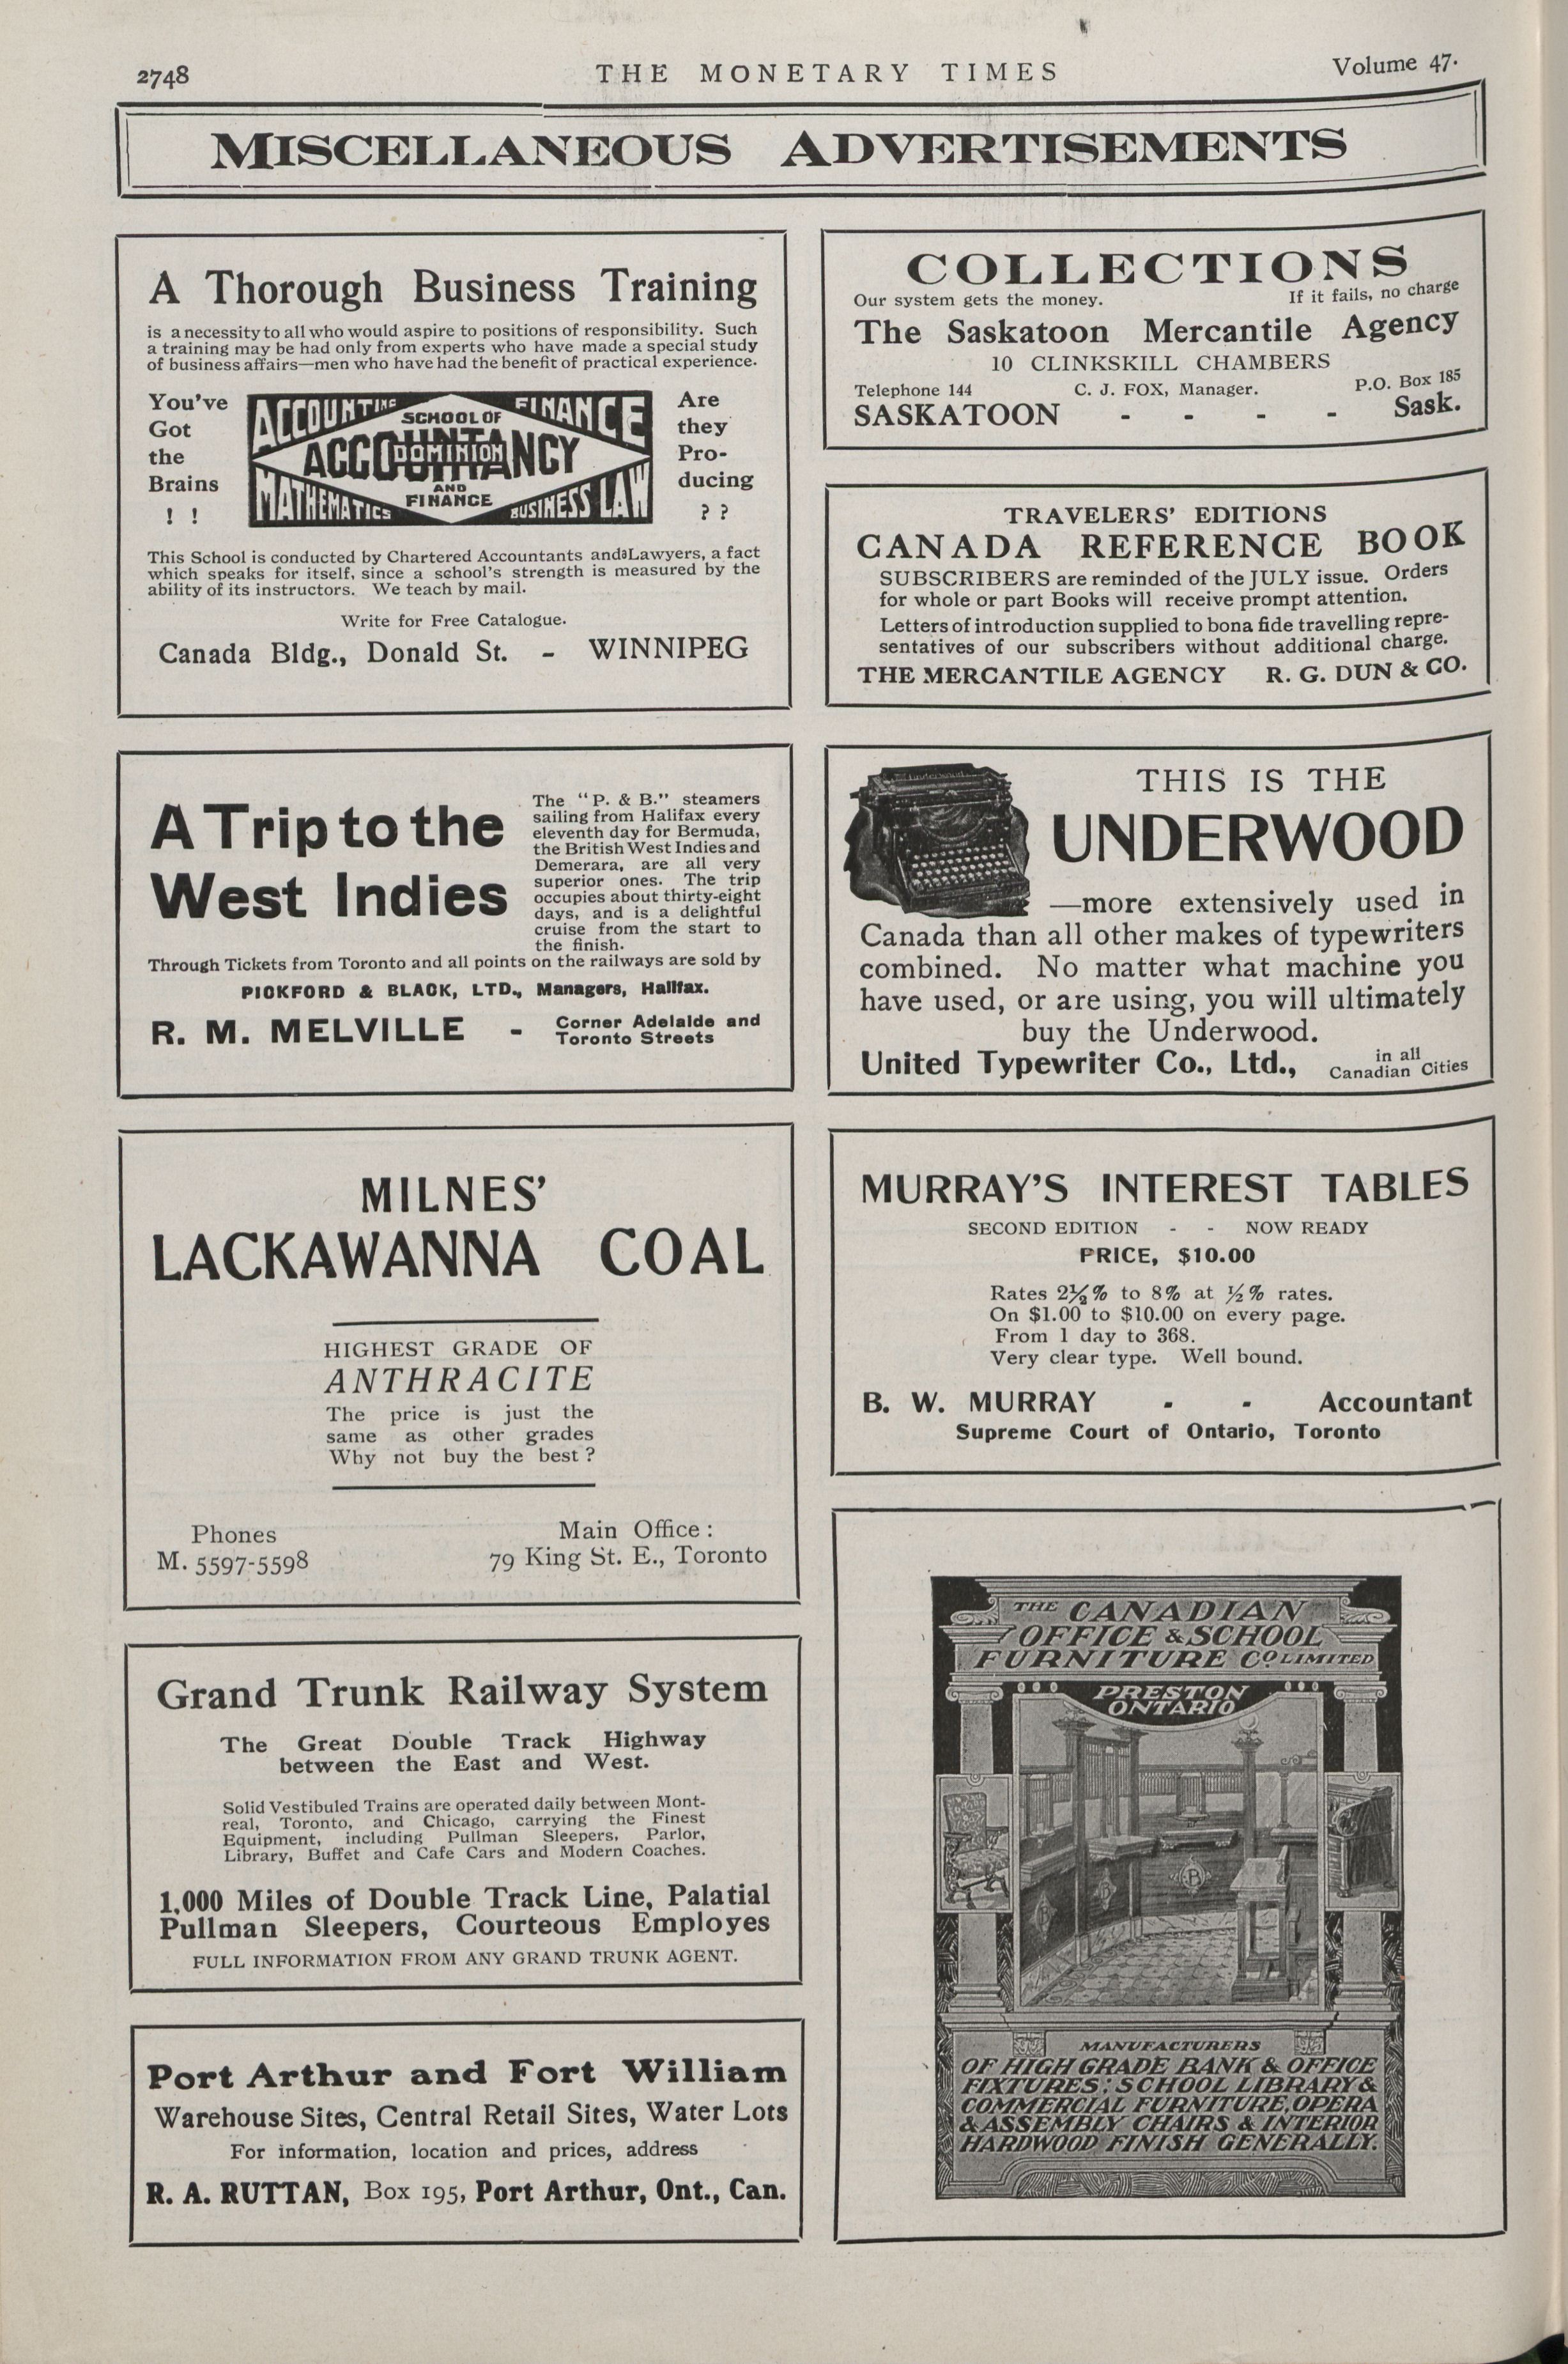 2748
THE MONETARY TIMES
Volume 47.
MISCELLANEOUS ADVERTISEMENTS
A Thorough Business Training
is a necessity to all who would aspire to positions of responsibility. Such
a training may be had only from experts who have made a special study
of business affairs—men who have had the benefit of practical experience.
You've
Got
the
Brains
! !
ACCOUNTING
FINANCE
SCHOOL OF
ACCOUNTANCY
DOMINION
AND
FINANCE
MATHEMATICS
BUSINESS LAW
Are
they
Pro-
ducing
? ?
This School is conducted by Chartered Accountants and Lawyers, a fact
which speaks for itself, since a school's strength is measured by the
ability of its instructors. We teach by mail.
Write for Free Catalogue.
Canada Bldg., Donald St. - WINNIPEG
A Trip to the
West Indies
The "P. & B." steamers
sailing from Halifax every
eleventh day for Bermuda,
the British West Indies and
Demerara, are all very
superior ones. The trip
occupies about thirty-eight
days, and is a delightful
cruise from the start to
the finish.
Through Tickets from Toronto and all points on the railways are sold by
PICKFORD & BLACK, LTD., Managers, Halifax.
R. M. MELVILLE - Corner Adelaide and
Toronto Streets
MILNES'
LACKAWANNA COAL
HIGHEST GRADE OF
ANTHRACITE
The price is just the
same as other grades
Why not buy the best ?
Phones
M. 5597-5598
Main Office :
79 King St. E., Toronto
Grand Trunk Railway System
The Great Double Track Highway
between the East and West.
Solid Vestibuled Trains are operated daily between Mont-
real, Toronto, and Chicago, carrying the Finest
Equipment, including Pullman Sleepers, Parlor,
Library, Buffet and Cafe Cars and Modern Coaches.
1,000 Miles of Double Track Line, Palatial
Pullman Sleepers, Courteous Employes
FULL INFORMATION FROM ANY GRAND TRUNK AGENT.
Port Arthur and Fort William
Warehouse Sites, Central Retail Sites, Water Lots
For information, location and prices, address
R. A. RUTTAN, Box 195, Port Arthur, Ont., Can.
COLLECTIONS
Our system gets the money. If it fails, no charge
The Saskatoon Mercantile Agency
10 CLINKSKILL CHAMBERS
Telephone 144 C. J. FOX, Manager. P.O. Box 185
SASKATOON - - - - Sask.
TRAVELERS' EDITIONS
CANADA REFERENCE BOOK
SUBSCRIBERS are reminded of the JULY issue. Orders
for whole or part Books will receive prompt attention.
Letters of introduction supplied to bona fide travelling repre-
sentatives of our subscribers without additional charge.
THE MERCANTILE AGENCY R. G. DUN & CO.
Underwood
THIS IS THE
UNDERWOOD
—more extensively used in
Canada than all other makes of typewriters
combined. No matter what machine you
have used, or are using, you will ultimately
buy the Underwood.
United Typewriter Co., Ltd., in all
Canadian Cities
MURRAY'S INTEREST TABLES
SECOND EDITION - - NOW READY
PRICE, $10.00
Rates 2½% to 8% at ½% rates.
On $1.00 to $10.00 on every page.
From 1 day to 368.
Very clear type. Well bound.
B. W. MURRAY - - Accountant
Supreme Court of Ontario, Toronto
THE CANADIAN
OFFICE & SCHOOL
FURNITURE CO. LIMITED
PRESTON
ONTARIO
MANUFACTURERS
OF HIGH GRADE BANK & OFFICE
FIXTURES: SCHOOL LIBRARY &
COMMERCIAL FURNITURE, OPERA
& ASSEMBLY CHAIRS & INTERIOR
HARDWOOD FINISH GENERALLY.